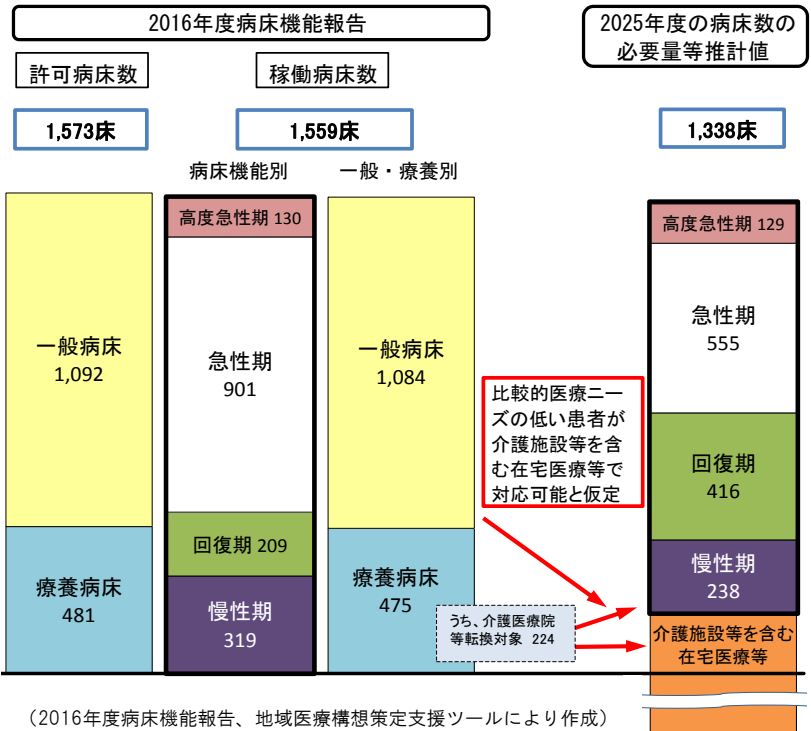 2016年度病床機能報告
2025年度の病床数の
必要量等推計値
許可病床数
稼働病床数
1,573床
1,559床
1,338床
病床機能別
一般・療養別
一般病床
1,092
療養病床
481
高度急性期 130
急性期
901
回復期 209
慢性期
319
一般病床
1,084
療養病床
475
比較的医療ニー
ズの低い患者が
介護施設等を含
む在宅医療等で
対応可能と仮定
うち、介護医療院
等転換対象 224
高度急性期 129
急性期
555
回復期
416
慢性期
238
介護施設等を含む
在宅医療等
（2016年度病床機能報告、地域医療構想策定支援ツールにより作成）